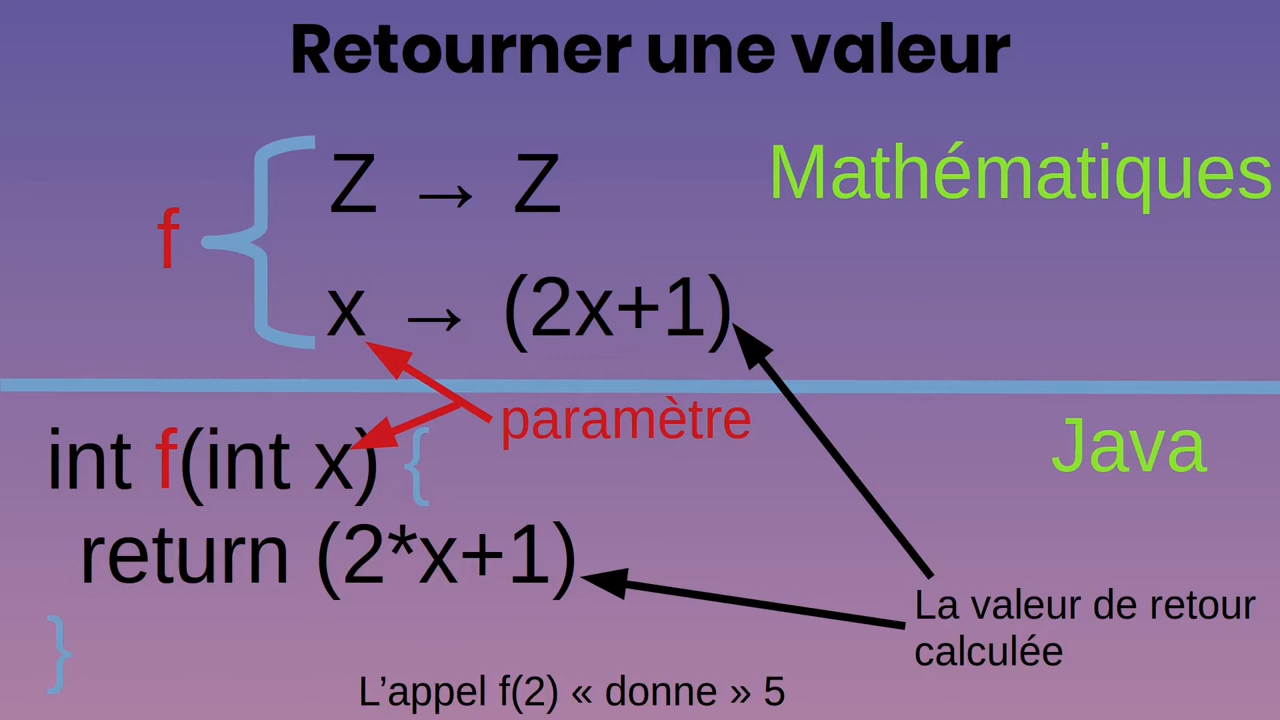 Retourner une valeur
Z → Z
Mathématiques
f {
x → (2x+1)
paramètre
Java
int f(int x) {
return (2*x+1)
}
La valeur de retour
calculée
L’appel f(2) « donne » 5